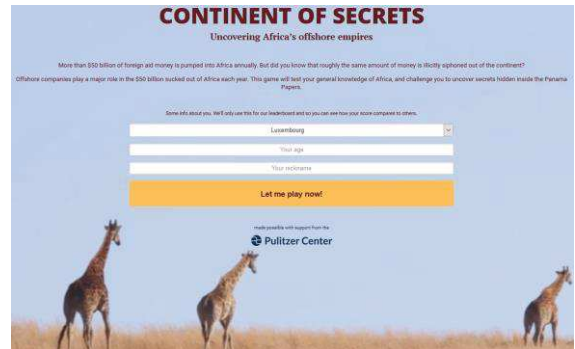 CONTINENT OF SECRETS
Uncovering Africa's offshore empires
More than $50 billion of foreign aid money is pumped into Africa annually. But did you know that roughly the same amount of money is illicitly siphoned out of the continent?
Offshore companies play a major role in the $50 billion sucked out of Africa each year. This game will test your general knowledge of Africa, and challenge you to uncover secrets hidden inside the Panama
Papers.
Some info about you. We'll only use this for our leaderboard and so you can see how your score compares to others.
Luxembourg
Your age
Your nickname
Let me play now!
made possible with support from the
Pulitzer Center